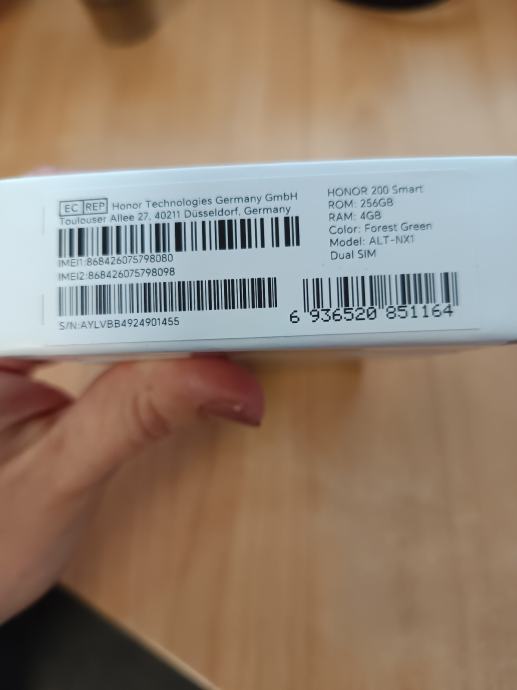 EC REP Honor Technologies Germany GmbH
Toulouser Allee 27, 40211 Düsseldorf, Germany
IMEI1:868426075798080
IMEI2:868426075798098
S/N:AYLVBB4924901455
HONOR 200 Smart
ROM: 256GB
RAM: 4GB
Color: Forest Green
Model: ALT-NX1
Dual SIM
6 936520 851164